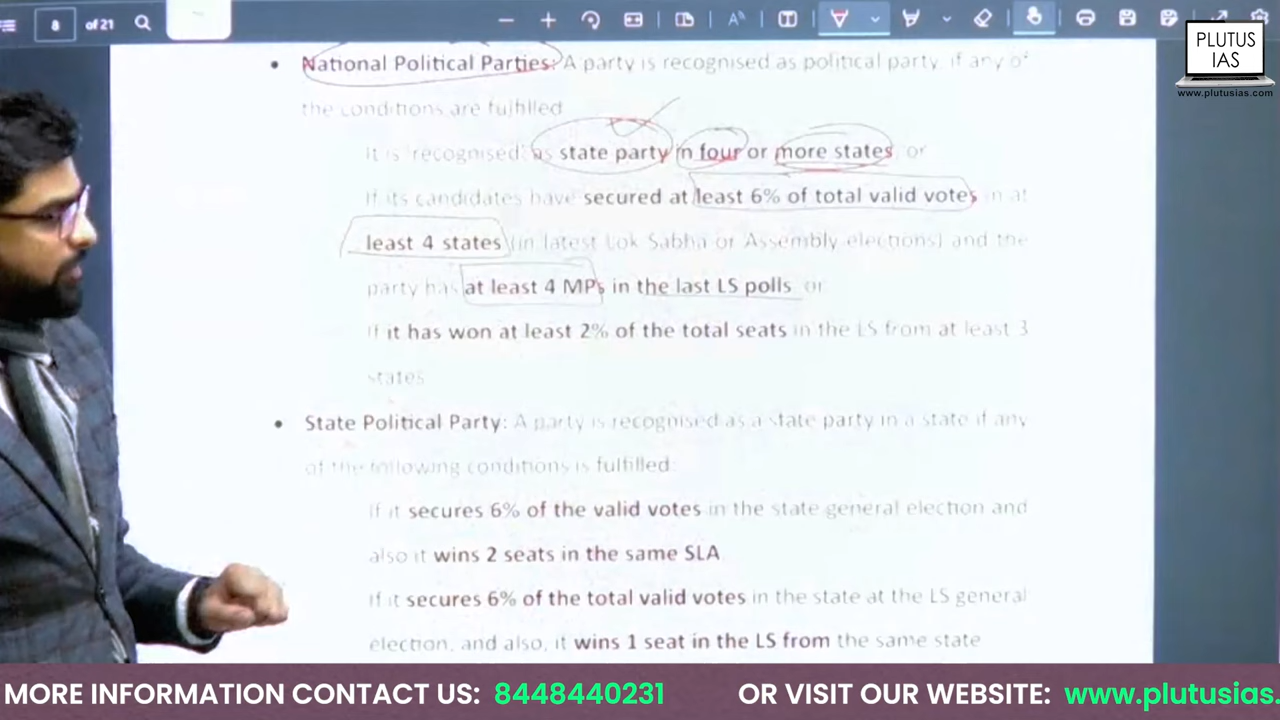 8 of 21
PLUTUS
IAS
www.plutusias.com
• National Political Parties: A party is recognised as political party, if any of
the conditions are fulfilled
It is 'recognised' as state party in four or more states, or
If its candidates have secured at least 6% of total valid votes in at
least 4 states (in latest Lok Sabha or Assembly elections) and the
party has at least 4 MPs in the last LS polls or
If it has won at least 2% of the total seats in the LS from at least 3
states
• State Political Party: A party is recognised as a state party in a state if any
of the following conditions is fulfilled:
If it secures 6% of the valid votes in the state general election and
also it wins 2 seats in the same SLA
If it secures 6% of the total valid votes in the state at the LS general
election, and also, it wins 1 seat in the LS from the same state
MORE INFORMATION CONTACT US: 8448440231 OR VISIT OUR WEBSITE: www.plutusias.